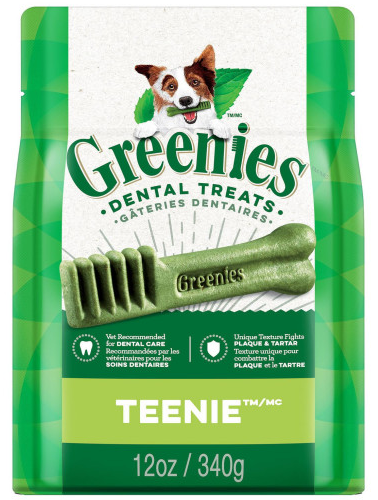 TM/MC
Greenies
• DENTAL TREATS •
• GÂTERIES DENTAIRES •
Greenies
Vet Recommended
for DENTAL CARE
Recommandées par les
vétérinaires pour les
SOINS DENTAIRES
Unique Texture Fights
PLAQUE & TARTAR
Texture unique pour
combattre la
PLAQUE et le TARTRE
TEENIE™/MC
12oz / 340g